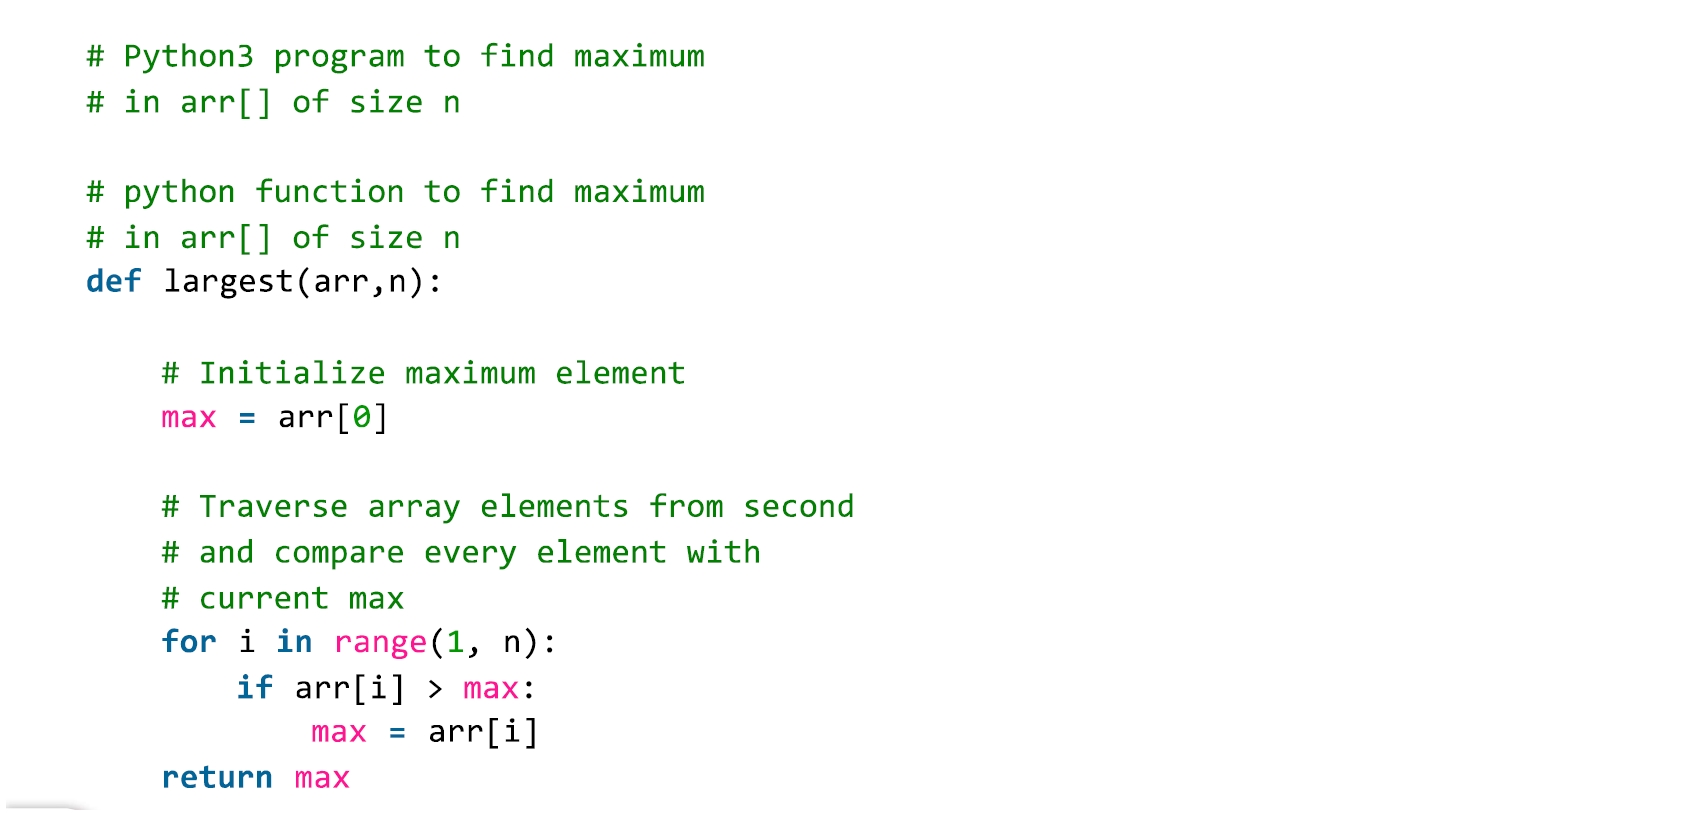 # Python3 program to find maximum
# in arr[] of size n
# python function to find maximum
# in arr[] of size n
def largest(arr,n):
    # Initialize maximum element
    max = arr[0]
    # Traverse array elements from second
    # and compare every element with
    # current max
    for i in range(1, n):
        if arr[i] > max:
            max = arr[i]
    return max